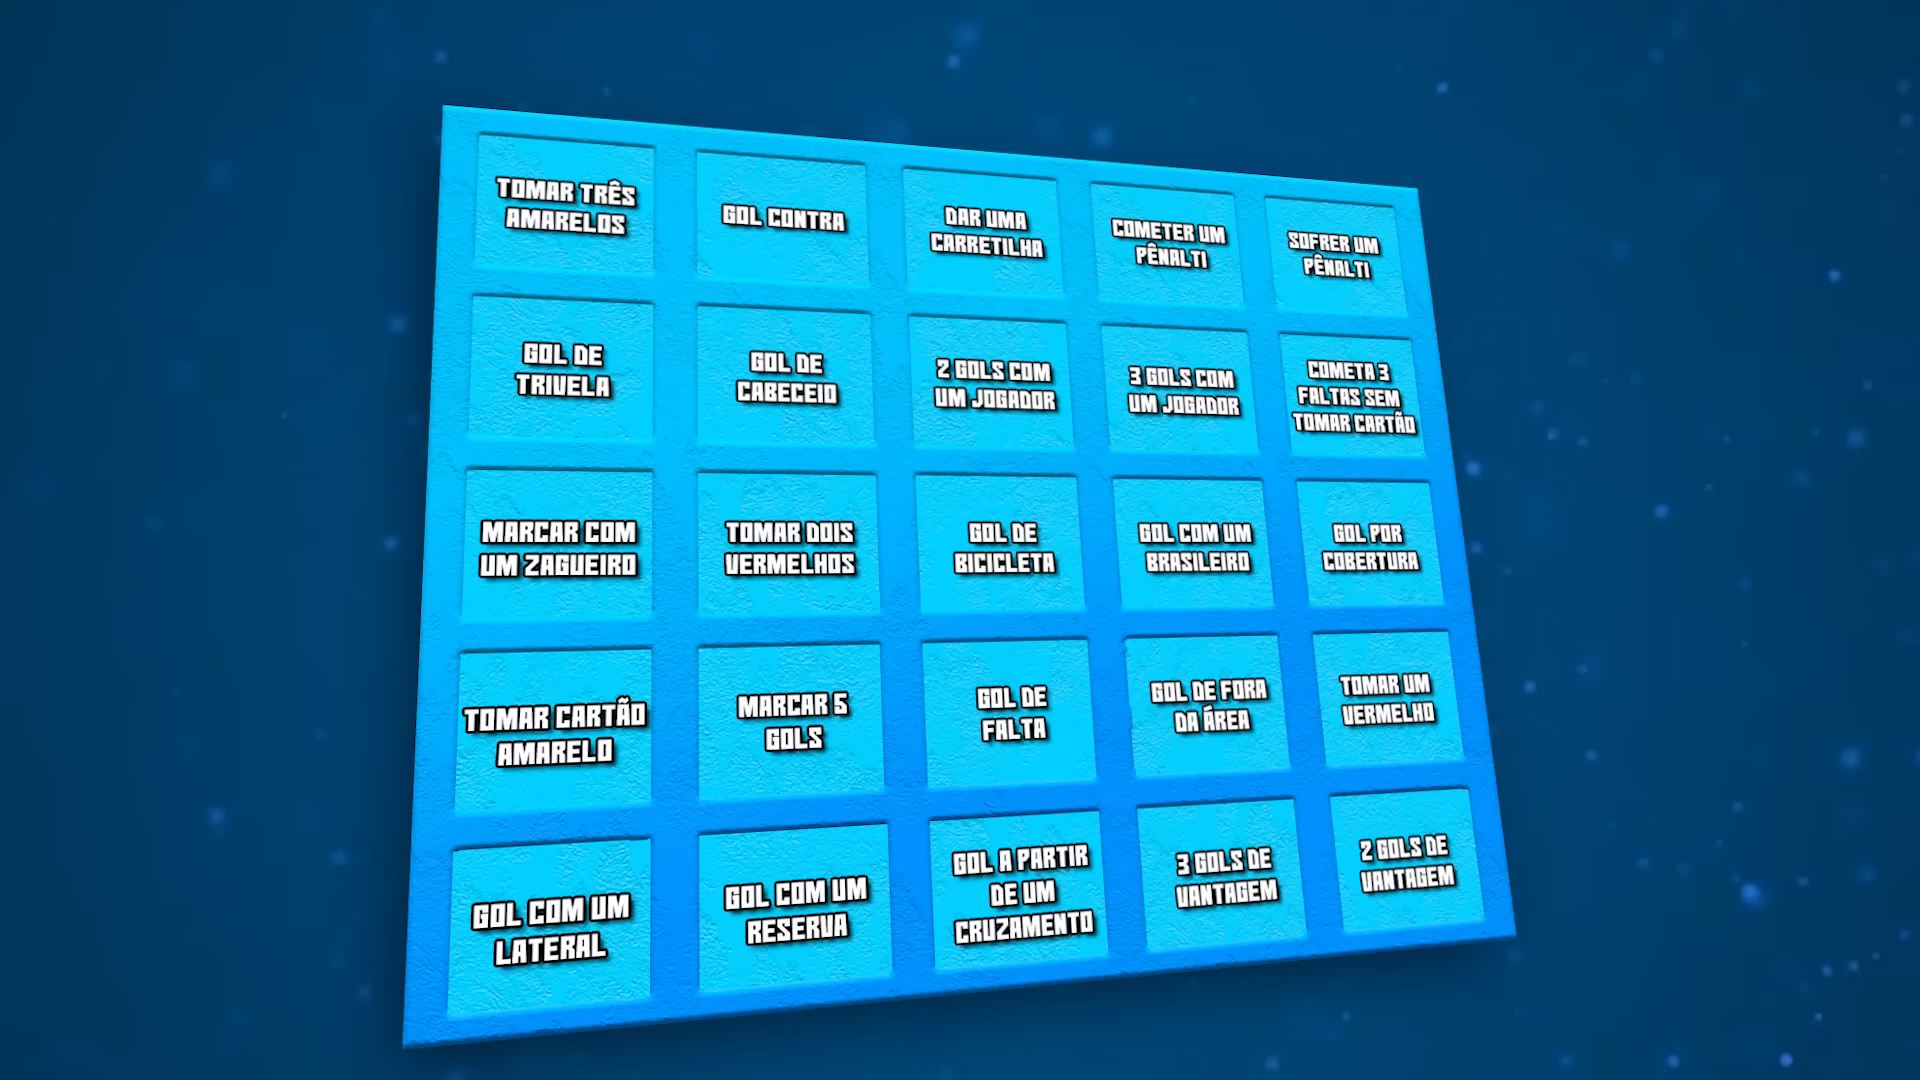 TOMAR TRÊS
AMARELOS
GOL CONTRA
DAR UMA
CARRETILHA
COMETER UM
PÊNALTI
SOFRER UM
PÊNALTI
GOL DE
TRIVELA
GOL DE
CABECEIO
2 GOLS COM
UM JOGADOR
3 GOLS COM
UM JOGADOR
COMETA 3
FALTAS SEM
TOMAR CARTÃO
MARCAR COM
UM ZAGUEIRO
TOMAR DOIS
VERMELHOS
GOL DE
BICICLETA
GOL COM UM
BRASILEIRO
GOL POR
COBERTURA
TOMAR CARTÃO
AMARELO
MARCAR 5
GOLS
GOL DE
FALTA
GOL DE FORA
DA ÁREA
TOMAR UM
VERMELHO
GOL COM UM
LATERAL
GOL COM UM
RESERVA
GOL A PARTIR
DE UM
CRUZAMENTO
3 GOLS DE
VANTAGEM
2 GOLS DE
VANTAGEM